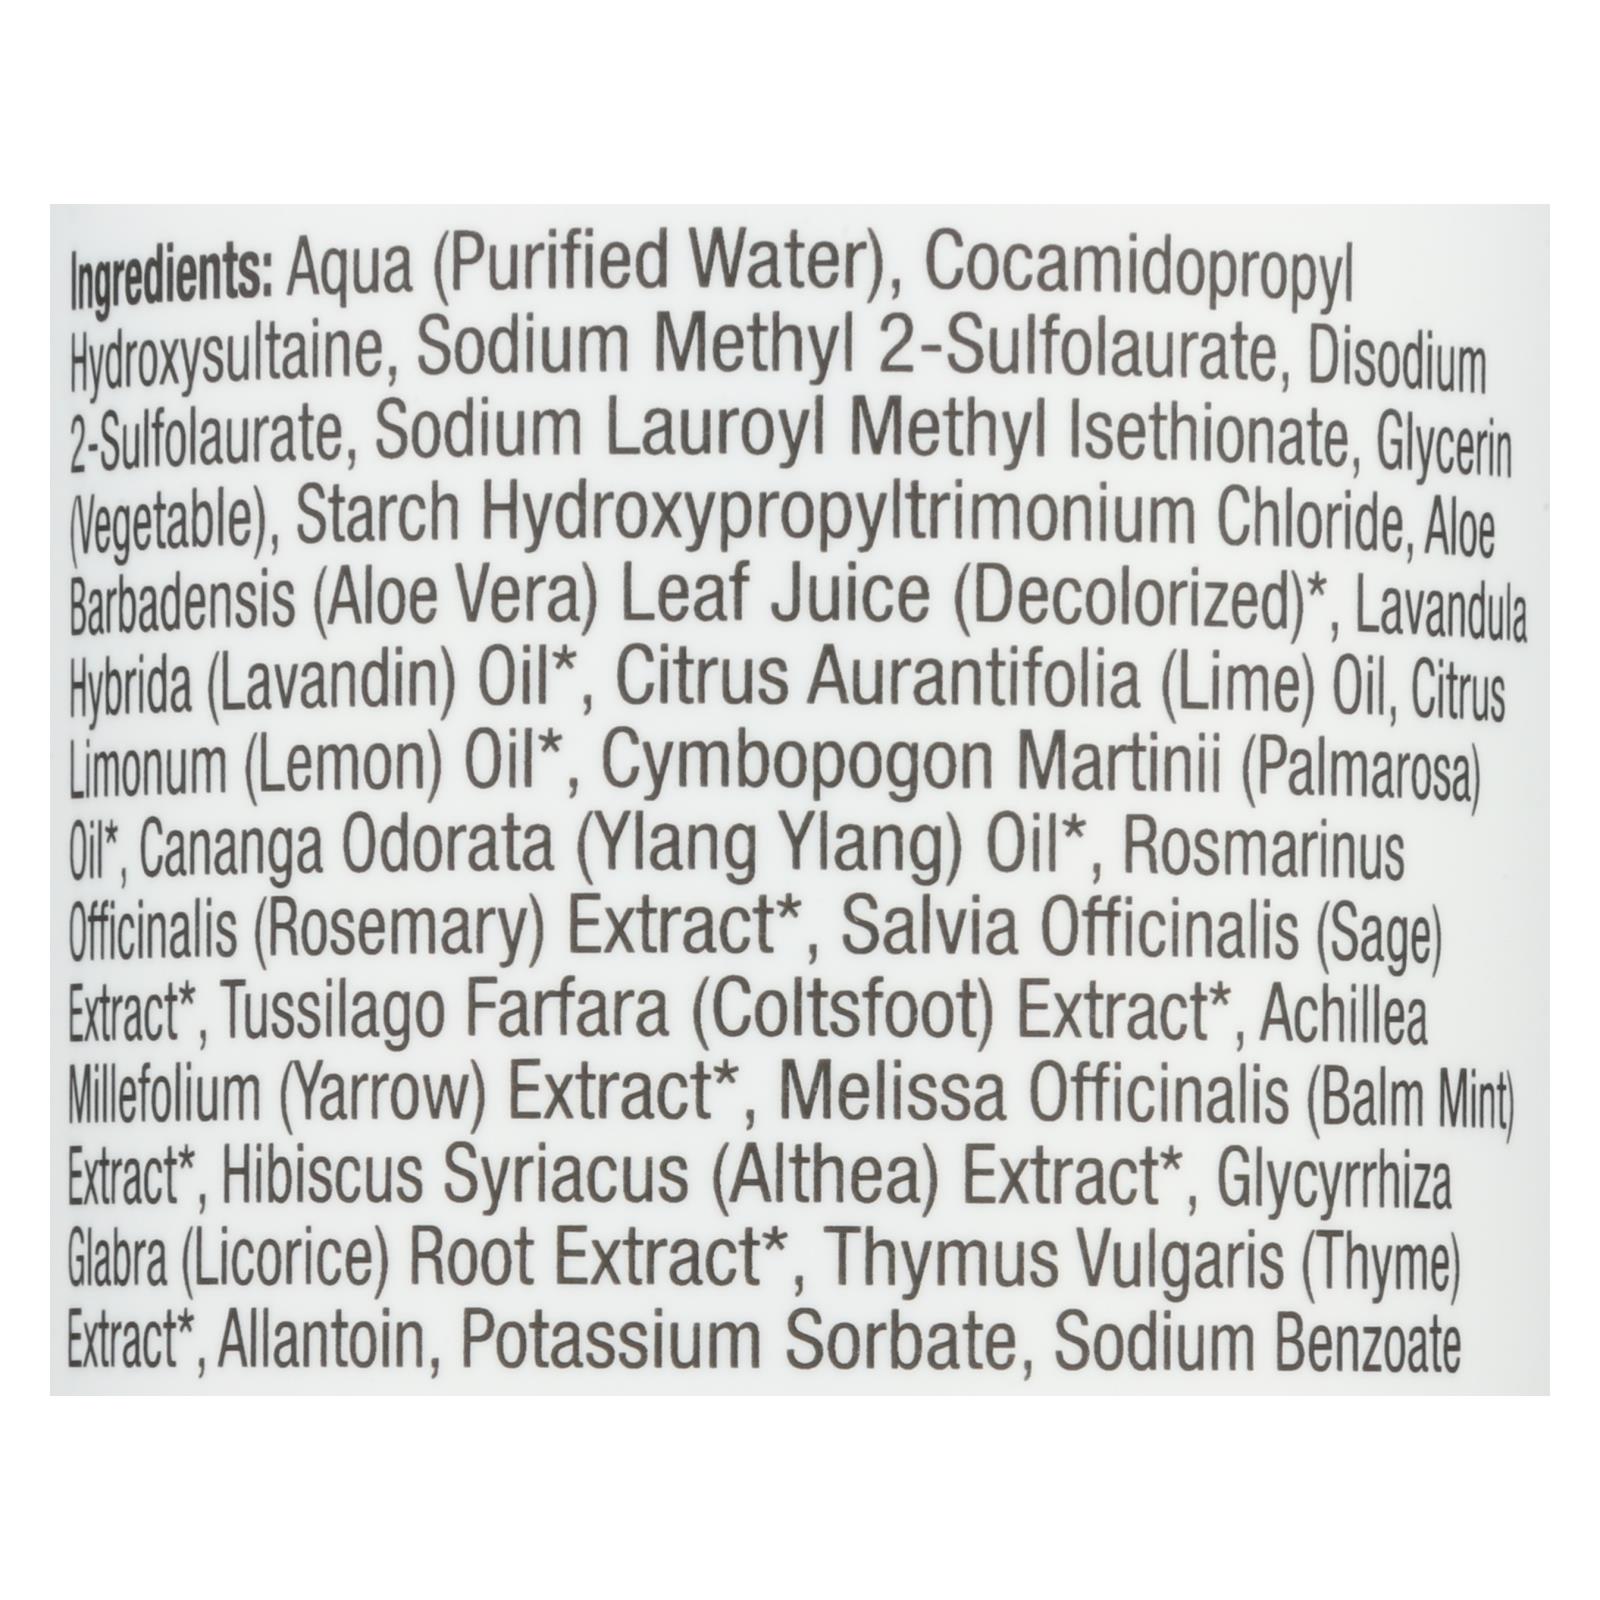 Ingredients: Aqua (Purified Water), Cocamidopropyl
Hydroxysultaine, Sodium Methyl 2-Sulfolaurate, Disodium
2-Sulfolaurate, Sodium Lauroyl Methyl Isethionate, Glycerin
(Vegetable), Starch Hydroxypropyltrimonium Chloride, Aloe
Barbadensis (Aloe Vera) Leaf Juice (Decolorized)*, Lavandula
Hybrida (Lavandin) Oil*, Citrus Aurantifolia (Lime) Oil, Citrus
Limonum (Lemon) Oil*, Cymbopogon Martinii (Palmarosa)
Oil*, Cananga Odorata (Ylang Ylang) Oil*, Rosmarinus
Officinalis (Rosemary) Extract*, Salvia Officinalis (Sage)
Extract*, Tussilago Farfara (Coltsfoot) Extract*, Achillea
Millefolium (Yarrow) Extract*, Melissa Officinalis (Balm Mint)
Extract*, Hibiscus Syriacus (Althea) Extract*, Glycyrrhiza
Glabra (Licorice) Root Extract*, Thymus Vulgaris (Thyme)
Extract*, Allantoin, Potassium Sorbate, Sodium Benzoate